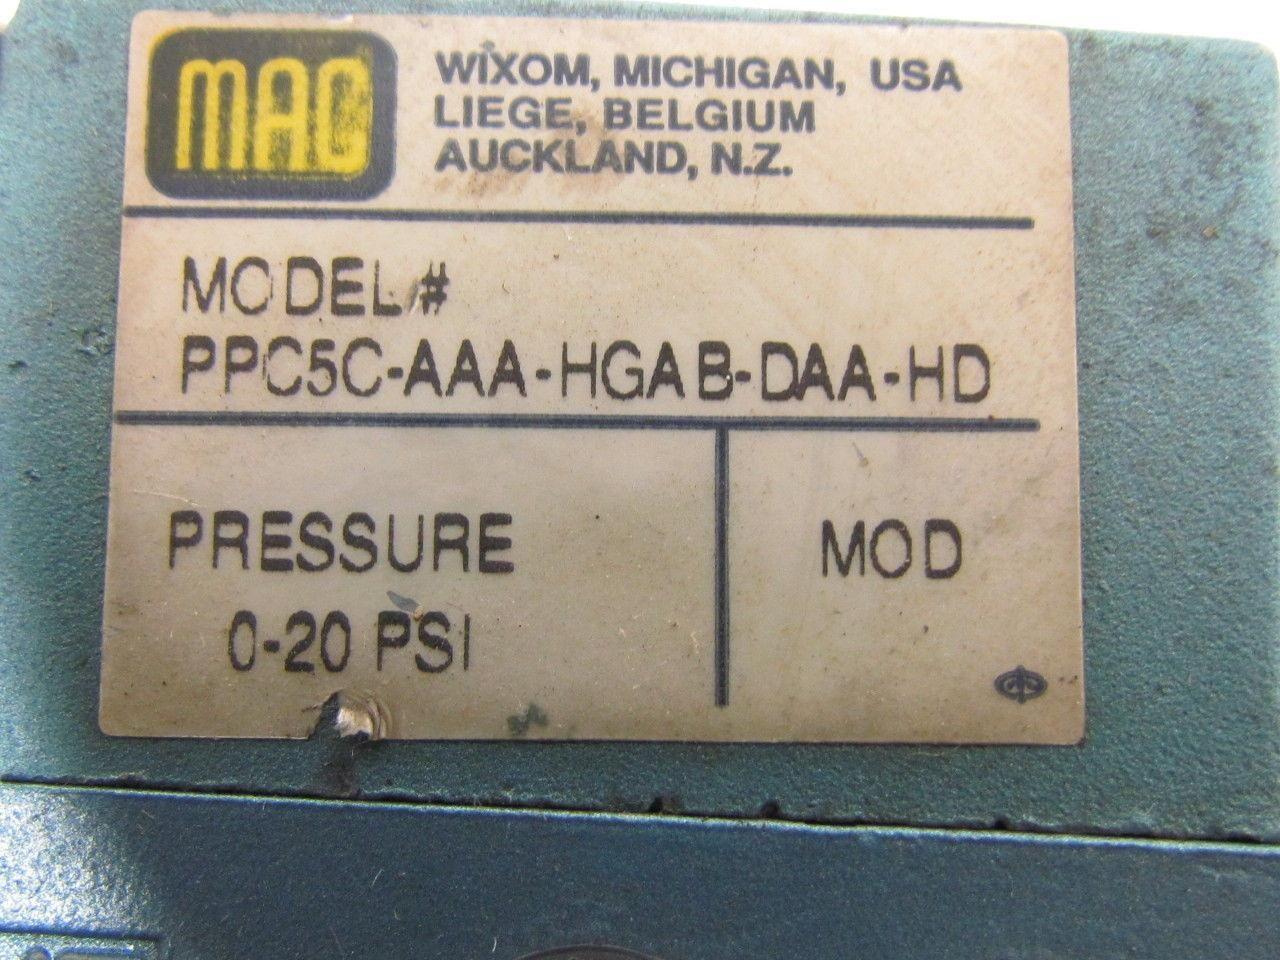 MAC
WIXOM, MICHIGAN, USA
LIEGE, BELGIUM
AUCKLAND, N.Z.
MODEL #
PPC5C-AAA-HGAB-DAA-HD
PRESSURE
MOD
0-20 PSI